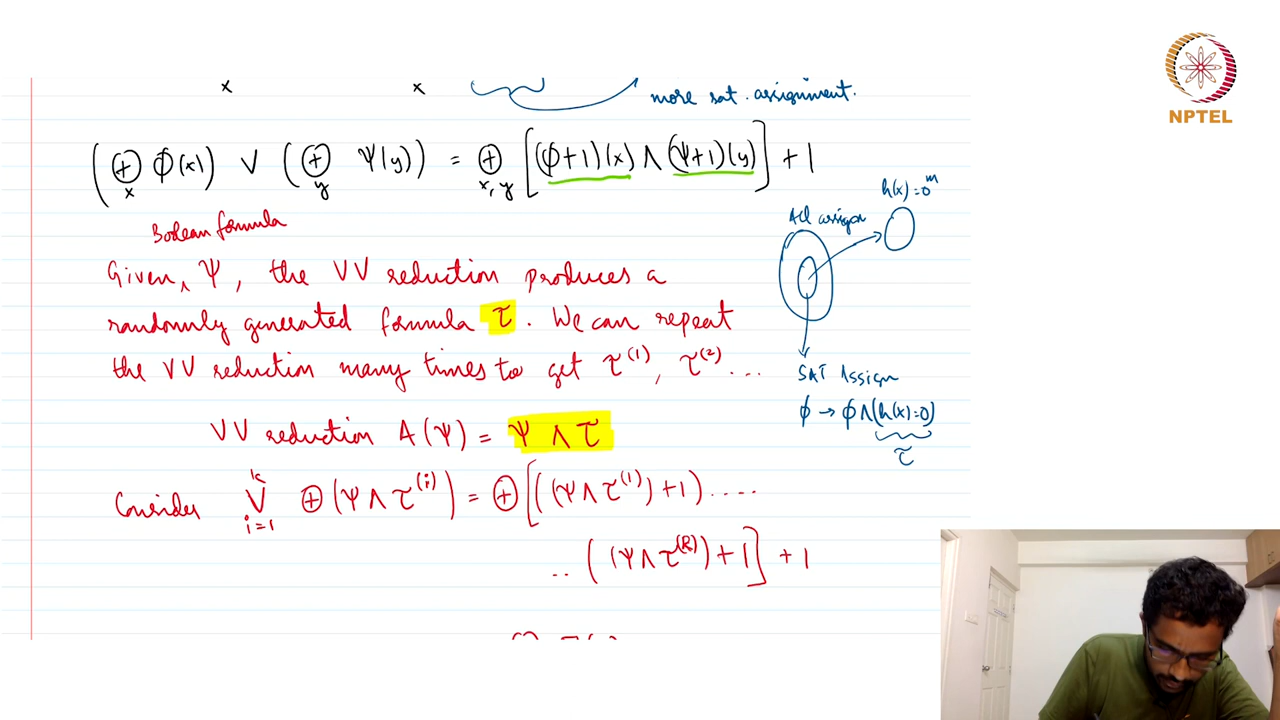 NPTEL
x x more sat. assignment.
(⊕ φ(x)) ∨ (⊕ Ψ(y)) = ⊕ [(φ+1)(x) ∧ (Ψ+1)(y)] + 1
x y x, y
h(x) = 0^m
All assign
Boolean formula
Given ∧ Ψ, the VV reduction produces a
randomly generated formula τ. We can repeat
the VV reduction many times to get τ^(1), τ^(2) ...
SAT Assign
φ → φ ∧ (h(x)=0)
τ
VV reduction A(Ψ) = Ψ ∧ τ
k
Consider ∨ ⊕(Ψ ∧ τ^(i)) = ⊕[((Ψ ∧ τ^(1))+1)....
i=1
..((Ψ ∧ τ^(k))+1] + 1